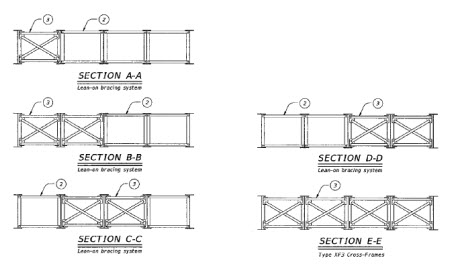 3 2
SECTION A-A
Lean-on bracing system
3 2
SECTION B-B
Lean-on bracing system
2 3
SECTION C-C
Lean-on bracing system
2 3
SECTION D-D
Lean-on bracing system
3
SECTION E-E
Type XF3 Cross-Frames